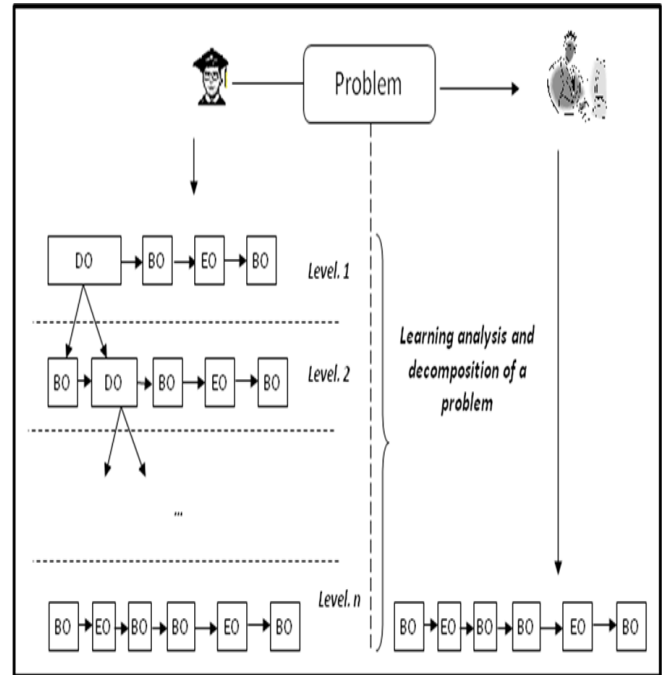 Problem
DO BO EO BO
Level. 1
BO DO BO EO BO
Level. 2
Learning analysis and
decomposition of a
problem
...
Level. n
BO EO BO BO EO BO
BO EO BO BO EO BO